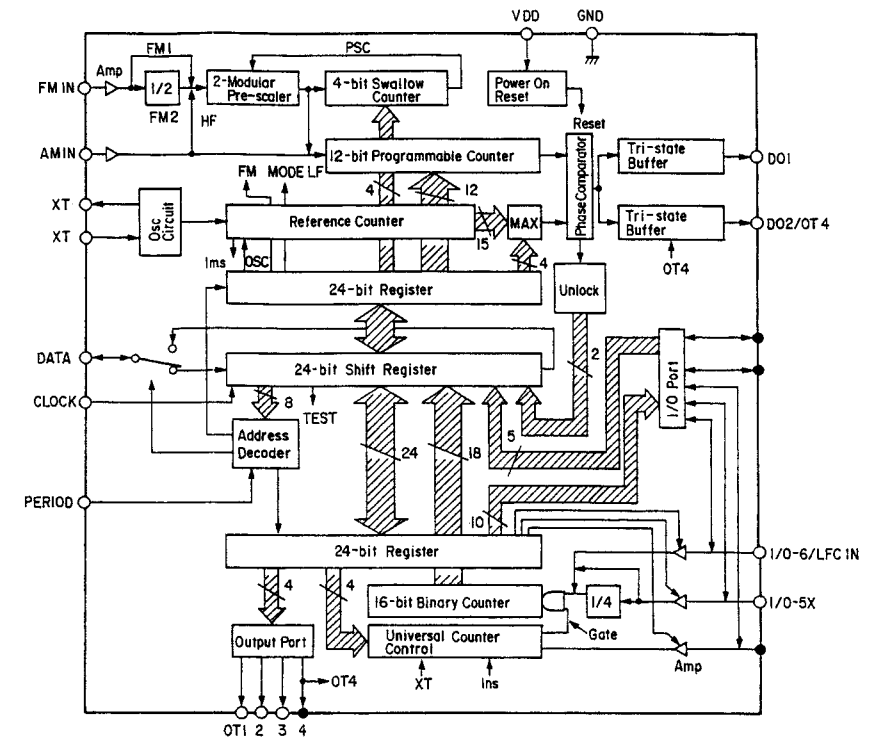 VDD GND
FM1 PSC
Amp
FM IN 1/2 2-Modular Pre-scaler 4-bit Swallow Counter Power On Reset
FM2 HF Reset
AM IN 12-bit Programmable Counter Phase Comparator Tri-state Buffer DO1
FM MODE LF 4 12
XT Osc Circuit Reference Counter 15 MAX Tri-state Buffer DO2/OT4
XT
1ms OSC 4 OT4
24-bit Register Unlock
2
DATA 24-bit Shift Register I/O Port
CLOCK 8 TEST
Address Decoder 24 18 5
PERIOD 10
24-bit Register I/O-6/LFC IN
4 4 16-bit Binary Counter 1/4 I/O-5X
Output Port Universal Counter Control Gate
XT Ins Amp
OT4
OT1 2 3 4